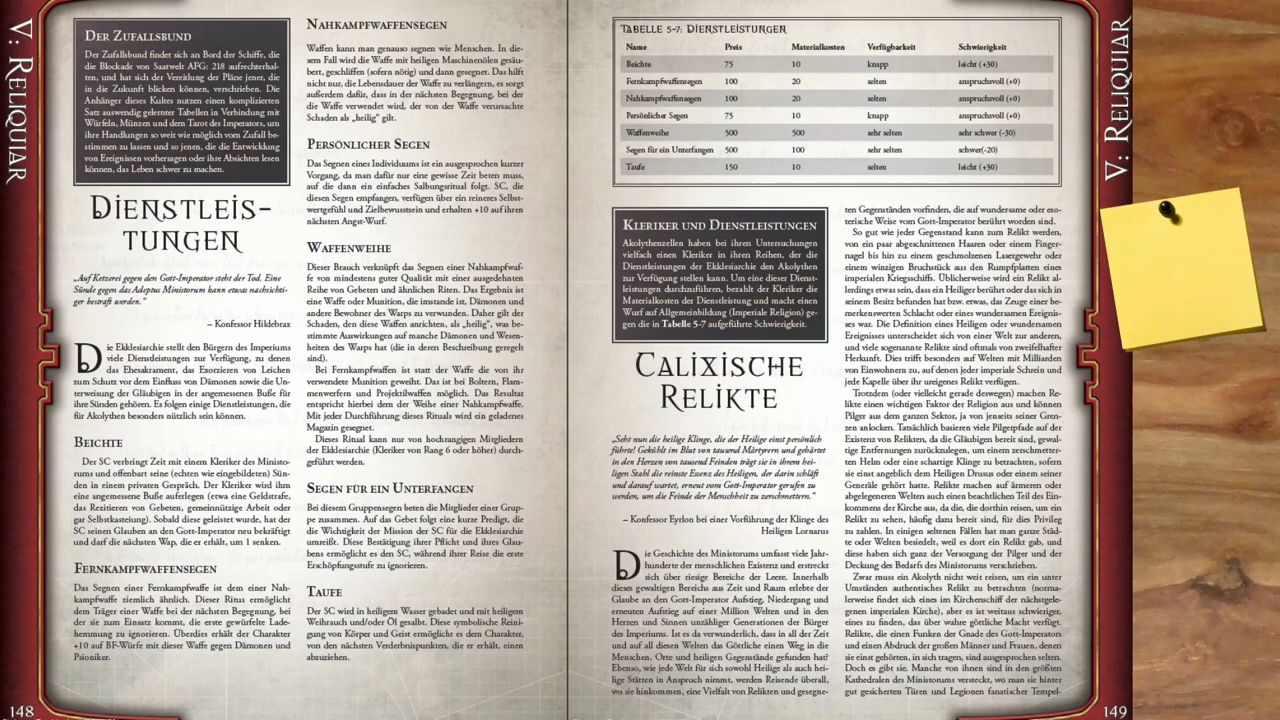 V: Reliquiar
Der Zufallsbund
Der Zufallsbund findet sich an Bord der Schiffe, die
die Blockade von Saatwelt AFG: 218 aufrechterhal-
ten, und hat sich der Vereitlung der Pläne jener, die
in die Zukunft blicken können, verschrieben. Die
Anhänger dieses Kultes nutzen einen komplizierten
Satz auswendig gelernter Tabellen in Verbindung mit
Würfeln, Münzen und dem Tarot des Imperators, um
ihre Handlungen so weit wie möglich vom Zufall be-
stimmen zu lassen und so jenen, die die Entwicklung
von Ereignissen vorhersagen oder ihre Absichten lesen
können, das Leben schwer zu machen.
Dienstleis-
tungen
„Auf Ketzerei gegen den Gott-Imperator steht der Tod. Eine
Sünde gegen das Adeptus Ministorum kann etwas nachsichti-
ger bestraft werden.“
– Konfessor Hildebrax
Die Ekklesiarchie stellt den Bürgern des Imperiums
viele Dienstleistungen zur Verfügung, zu denen
das Ehesakrament, das Exorzieren von Leichen
zum Schutz vor dem Einfluss von Dämonen sowie die Un-
terweisung der Gläubigen in der angemessenen Buße für
ihre Sünden gehören. Es folgen einige Dienstleistungen, die
für Akolythen besonders nützlich sein können.
Beichte
Der SC verbringt Zeit mit einem Kleriker des Ministo-
rums und offenbart seine (echten wie eingebildeten) Sün-
den in einem privaten Gespräch. Der Kleriker wird ihm
eine angemessene Buße auferlegen (etwa eine Geldstrafe,
das Rezitieren von Gebeten, gemeinnützige Arbeit oder
gar Selbstkasteiung). Sobald diese geleistet wurde, hat der
SC seinen Glauben an den Gott-Imperator neu bekräftigt
und darf die nächsten Wap, die er erhält, um 1 senken.
Fernkampfwaffensegen
Das Segnen einer Fernkampfwaffe ist dem einer Nah-
kampfwaffe ziemlich ähnlich. Dieser Ritus ermöglicht
dem Träger einer Waffe bei der nächsten Begegnung, bei
der sie zum Einsatz kommt, die erste gewürfelte Lade-
hemmung zu ignorieren. Überdies erhält der Charakter
+10 auf BF-Würfe mit dieser Waffe gegen Dämonen und
Psioniker.
148
Nahkampfwaffensegen
Waffen kann man genauso segnen wie Menschen. In die-
sem Fall wird die Waffe mit heiligen Maschinenölen gesäu-
bert, geschliffen (sofern nötig) und dann gesegnet. Das hilft
nicht nur, die Lebensdauer der Waffe zu verlängern, es sorgt
außerdem dafür, dass in der nächsten Begegnung, bei der
die Waffe verwendet wird, der von der Waffe verursachte
Schaden als „heilig“ gilt.
Persönlicher Segen
Das Segnen eines Individuums ist ein ausgesprochen kurzer
Vorgang, da man dafür nur eine gewisse Zeit beten muss,
auf die dann ein einfaches Salbungsritual folgt. SC, die
diesen Segen empfangen, verfügen über ein reineres Selbst-
wertgefühl und Zielbewusstsein und erhalten +10 auf ihren
nächsten Angst-Wurf.
Waffenweihe
Dieser Brauch verknüpft das Segnen einer Nahkampfwaf-
fe von mindestens guter Qualität mit einer ausgedehnten
Reihe von Gebeten und ähnlichen Riten. Das Ergebnis ist
eine Waffe oder Munition, die imstande ist, Dämonen und
andere Bewohner des Warps zu verwunden. Daher gilt der
Schaden, den diese Waffen anrichten, als „heilig“, was be-
stimmte Auswirkungen auf manche Dämonen und Wesen-
heiten des Warps hat (die in deren Beschreibung geregelt
sind).
Bei Fernkampfwaffen ist statt der Waffe die von ihr
verwendete Munition geweiht. Das ist bei Boltern, Flam-
menwerfern und Projektilwaffen möglich. Das Resultat
entspricht hierbei dem der Weihe einer Nahkampfwaffe.
Mit jeder Durchführung dieses Rituals wird ein geladenes
Magazin gesegnet.
Dieses Ritual kann nur von hochrangigen Mitgliedern
der Ekklesiarchie (Kleriker von Rang 6 oder höher) durch-
geführt werden.
Segen für ein Unterfangen
Bei diesem Gruppensegen beten die Mitglieder einer Grup-
pe zusammen. Auf das Gebet folgt eine kurze Predigt, die
die Wichtigkeit der Mission der SC für die Ekklesiarchie
umreißt. Diese Bestätigung ihrer Pflicht und ihres Glau-
bens ermöglicht es den SC, während ihrer Reise die erste
Erschöpfungsstufe zu ignorieren.
Taufe
Der SC wird in heiligem Wasser gebadet und mit heiligem
Weihrauch und/oder Öl gesalbt. Diese symbolische Reini-
gung von Körper und Geist ermöglicht es dem Charakter,
von den nächsten Verderbnispunkten, die er erhält, einen
abzuziehen.
Tabelle 5-7: Dienstleistungen
Name Preis Materialkosten Verfügbarkeit Schwierigkeit
Beichte 75 10 knapp leicht (+30)
Fernkampfwaffensegen 100 20 selten anspruchsvoll (+0)
Nahkampfwaffensegen 100 20 selten anspruchsvoll (+0)
Persönlicher Segen 75 10 knapp anspruchsvoll (+0)
Waffenweihe 500 500 sehr selten sehr schwer (-30)
Segen für ein Unterfangen 500 100 sehr selten schwer(-20)
Taufe 150 10 selten leicht (+30)
Kleriker und Dienstleistungen
Akolythenzellen haben bei ihren Untersuchungen
vielfach einen Kleriker in ihren Reihen, der die
Dienstleistungen der Ekklesiarchie den Akolythen
zur Verfügung stellen kann. Um eine dieser Dienst-
leistungen durchzuführen, bezahlt der Kleriker die
Materialkosten der Dienstleistung und macht einen
Wurf auf Allgemeinbildung (Imperiale Religion) ge-
gen die in Tabelle 5-7 aufgeführte Schwierigkeit.
Calixische
Relikte
„Seht nun die heilige Klinge, die der Heilige einst persönlich
führte! Gekühlt im Blut von tausend Märtyrern und gehärtet
in den Herzen von tausend Feinden trägt sie in ihrem hei-
ligen Stahl die reinste Essenz des Heiligen, der darin schläft
und darauf wartet, erneut vom Gott-Imperator gerufen zu
werden, um die Feinde der Menschheit zu zerschmettern.“
– Konfessor Eyrlon bei einer Vorführung der Klinge des
Heiligen Lornarus
Die Geschichte des Ministorums umfasst viele Jahr-
hunderte der menschlichen Existenz und erstreckt
sich über riesige Bereiche der Leere. Innerhalb
dieses gewaltigen Bereichs aus Zeit und Raum erlebte der
Glaube an den Gott-Imperator Aufstieg, Niedergang und
erneuten Aufstieg auf einer Million Welten und in den
Herzen und Sinnen unzähliger Generationen der Bürger
des Imperiums. Ist es da verwunderlich, dass in all der Zeit
und auf all diesen Welten das Göttliche einen Weg in die
Menschen, Orte und heiligen Gegenstände gefunden hat?
Ebenso, wie jede Welt für sich sowohl Heilige als auch hei-
lige Stätten in Anspruch nimmt, werden Reisende überall,
wo sie hinkommen, eine Vielfalt von Relikten und gesegne-
ten Gegenständen vorfinden, die auf wundersame oder eso-
terische Weise vom Gott-Imperator berührt worden sind.
So gut wie jeder Gegenstand kann zum Relikt werden,
von ein paar abgeschnittenen Haaren oder einem Finger-
nagel bis hin zu einem geschmolzenen Lasergewehr oder
einem winzigen Bruchstück aus den Rumpfplatten eines
imperialen Kriegsschiffs. Üblicherweise wird ein Relikt al-
lerdings etwas sein, dass ein Heiliger berührt oder das sich in
seinem Besitz befunden hat bzw. etwas, das Zeuge einer be-
merkenswerten Schlacht oder eines wundersamen Ereignis-
ses war. Die Definition eines Heiligen oder wundersamen
Ereignisses unterscheidet sich von einer Welt zur anderen,
und viele sogenannte Relikte sind oftmals von zweifelhafter
Herkunft. Dies trifft besonders auf Welten mit Milliarden
von Einwohnern zu, auf denen jeder imperiale Schrein und
jede Kapelle über ihr ureigenes Relikt verfügen.
Trotzdem (oder vielleicht gerade deswegen) machen Re-
likte einen wichtigen Faktor der Religion aus und können
Pilger aus dem ganzen Sektor, ja von jenseits seiner Gren-
zen anlocken. Tatsächlich basieren viele Pilgerpfade auf der
Existenz von Relikten, da die Gläubigen bereit sind, gewal-
tige Entfernungen zurückzulegen, um einem zerschmetter-
ten Helm oder eine schartige Klinge zu betrachten, sofern
sie einst angeblich dem Heiligen Drusus oder einem seiner
Generäle gehört hatte. Relikte machen auf ärmeren oder
abgelegeneren Welten auch einen beachtlichen Teil des Ein-
kommens der Kirche aus, da die, die dorthin reisen, um ein
Relikt zu sehen, häufig dazu bereit sind, für dies Privileg
zu zahlen. In einigen seltenen Fällen hat man ganze Städ-
te oder Welten besiedelt, weil es dort ein Relikt gab, und
diese haben sich ganz der Versorgung der Pilger und der
Deckung des Bedarfs des Ministorums verschrieben.
Zwar muss ein Akolyth nicht weit reisen, um ein unter
Umständen authentisches Relikt zu betrachten (norma-
lerweise findet sich eines im Kirchenschiff der nächstgele-
genen imperialen Kirche), aber es ist weitaus schwieriger,
eines zu finden, das über wahre göttliche Macht verfügt.
Relikte, die einen Funken der Gnade des Gott-Imperators
und einen Abdruck der großen Männer und Frauen, denen
sie einst gehörten, in sich tragen, sind ausgesprochen selten.
Doch es gibt sie. Manche von ihnen sind in den größten
Kathedralen des Ministorums versteckt, wo man sie hinter
gut gesicherten Türen und Legionen fanatischer Tempel-
V: Reliquiar
149